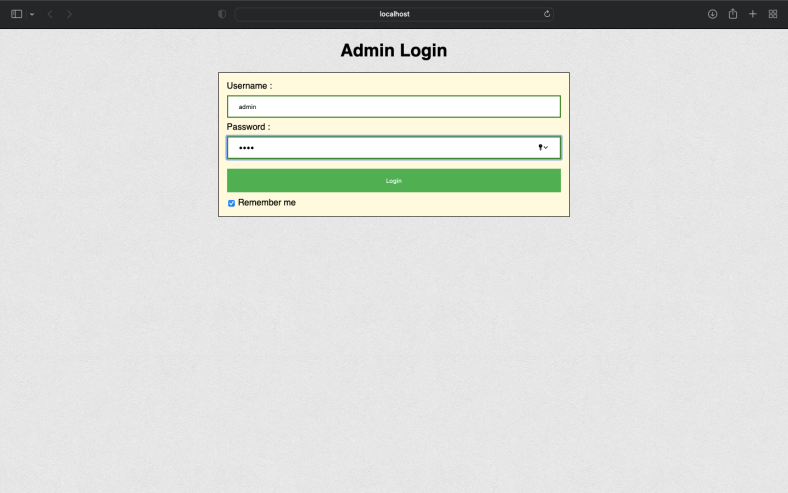 localhost
Admin Login
Username :
admin
Password :
••••
Login
Remember me